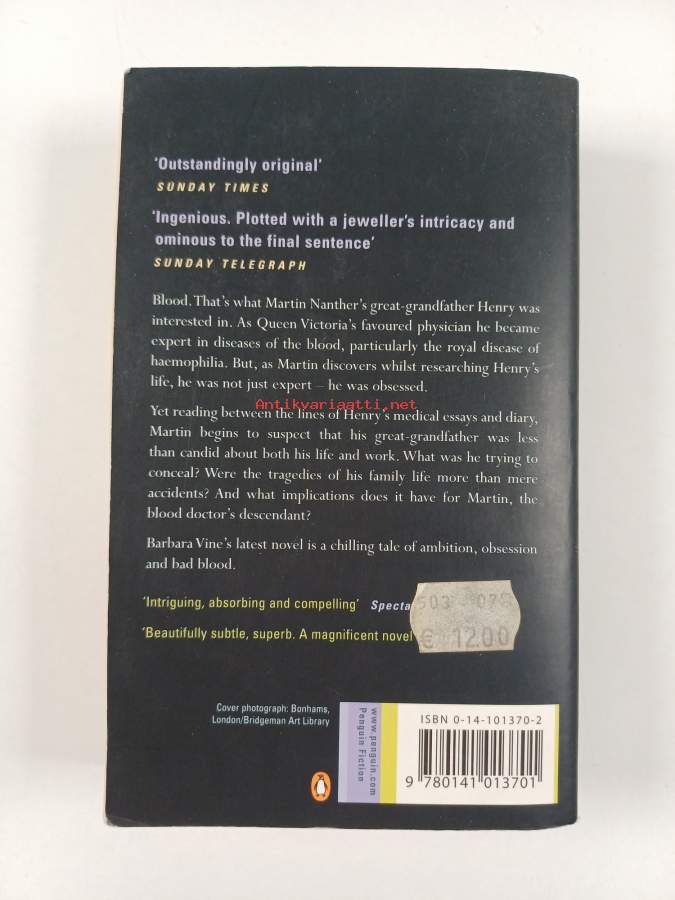 'Outstandingly original'
SUNDAY TIMES
'Ingenious. Plotted with a jeweller's intricacy and
ominous to the final sentence'
SUNDAY TELEGRAPH
Blood. That's what Martin Nanther's great-grandfather Henry was
interested in. As Queen Victoria's favoured physician he became
expert in diseases of the blood, particularly the royal disease of
haemophilia. But, as Martin discovers whilst researching Henry's
life, he was not just expert – he was obsessed.
Antikvariaatti.net
Yet reading between the lines of Henry's medical essays and diary,
Martin begins to suspect that his great-grandfather was less
than candid about both his life and work. What was he trying to
conceal? Were the tragedies of his family life more than mere
accidents? And what implications does it have for Martin, the
blood doctor's descendant?
Barbara Vine's latest novel is a chilling tale of ambition, obsession
and bad blood.
'Intriguing, absorbing and compelling' Specta
'Beautifully subtle, superb. A magnificent novel
€ 12.00
Cover photograph: Bonhams,
London/Bridgeman Art Library
www.penguin.com
Penguin Fiction
ISBN 0-14-101370-2
9 780141 013701